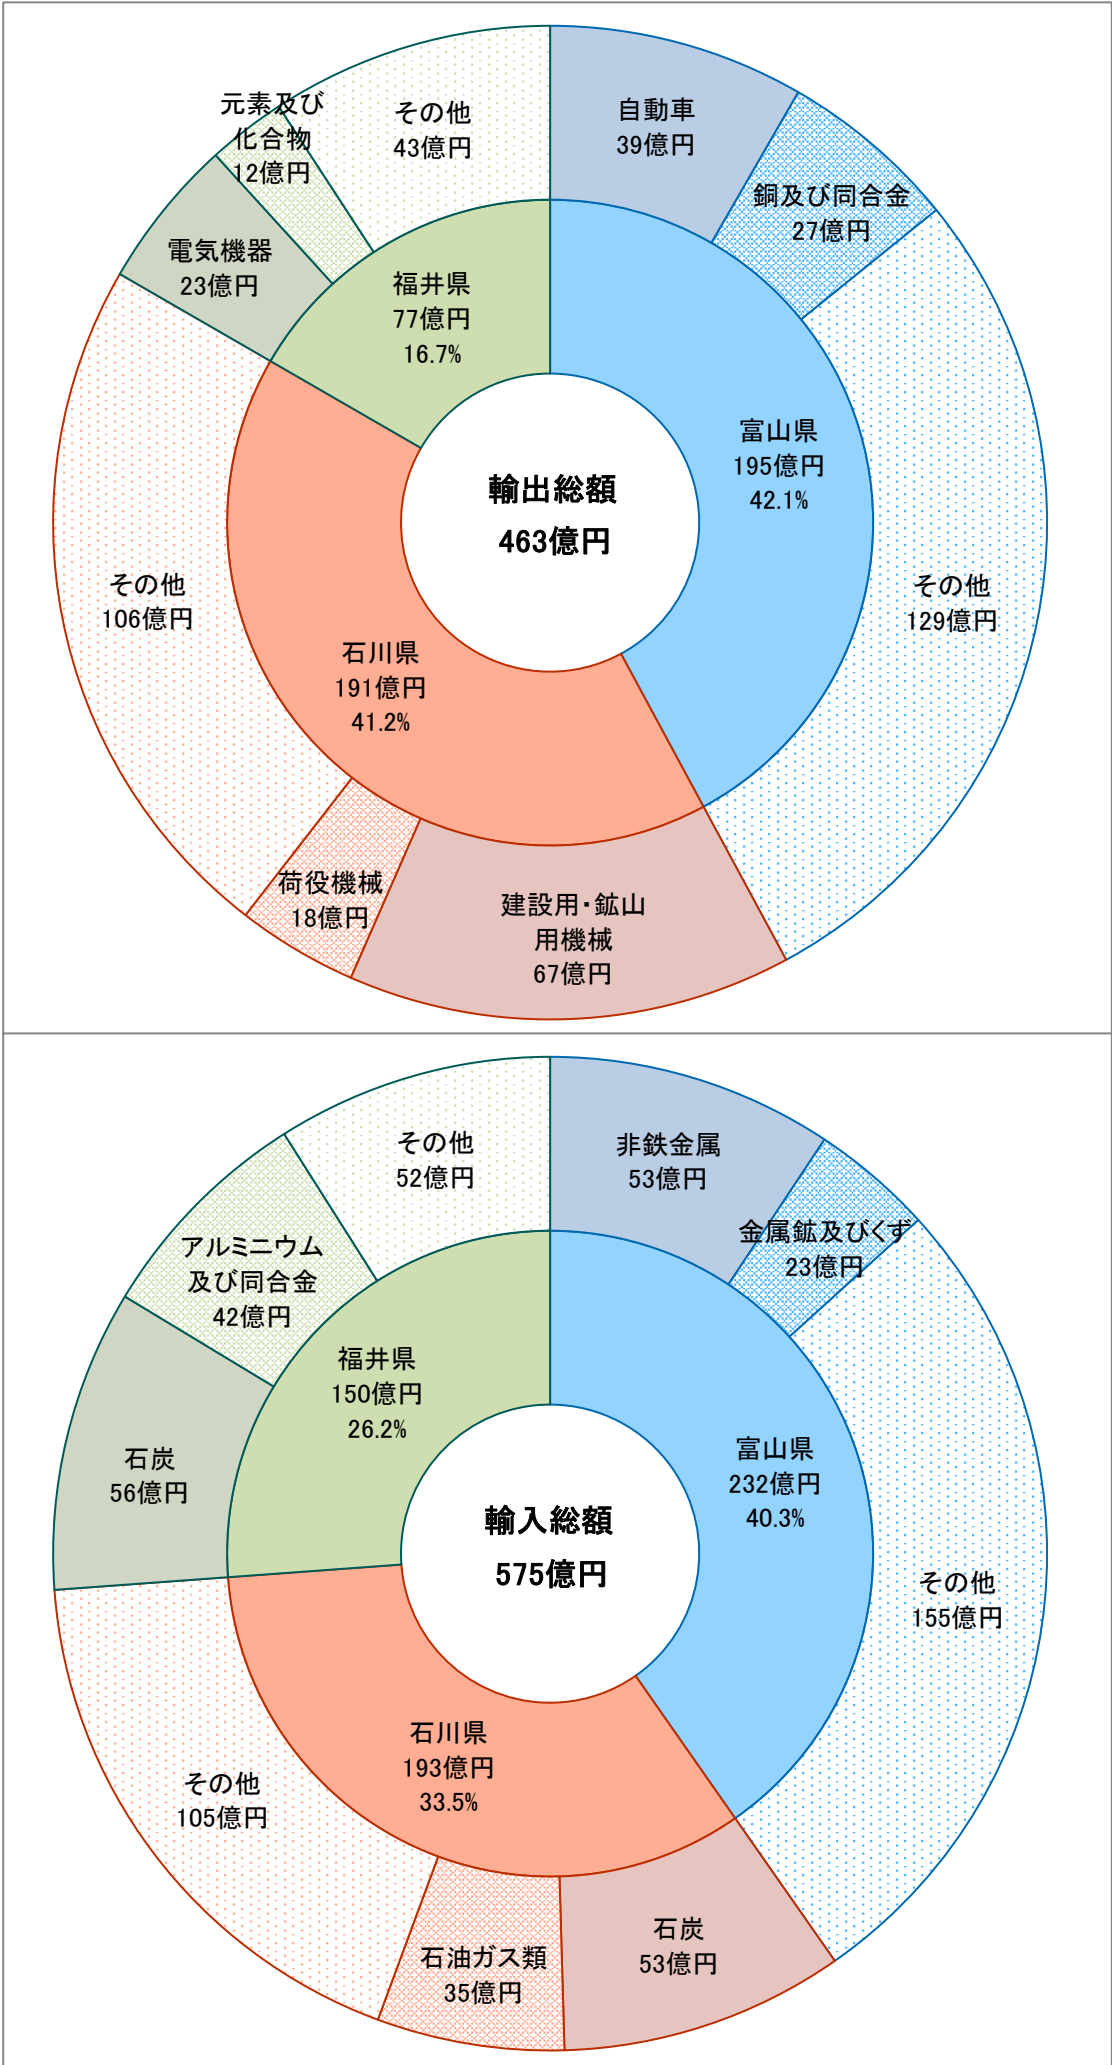 輸出総額
463億円
富山県
195億円
42.1%
自動車
39億円
銅及び同合金
27億円
その他
129億円
石川県
191億円
41.2%
建設用・鉱山
用機械
67億円
荷役機械
18億円
その他
106億円
福井県
77億円
16.7%
電気機器
23億円
元素及び
化合物
12億円
その他
43億円
輸入総額
575億円
富山県
232億円
40.3%
非鉄金属
53億円
金属鉱及びくず
23億円
その他
155億円
石川県
193億円
33.5%
石炭
53億円
石油ガス類
35億円
その他
105億円
福井県
150億円
26.2%
石炭
56億円
アルミニウム
及び同合金
42億円
その他
52億円